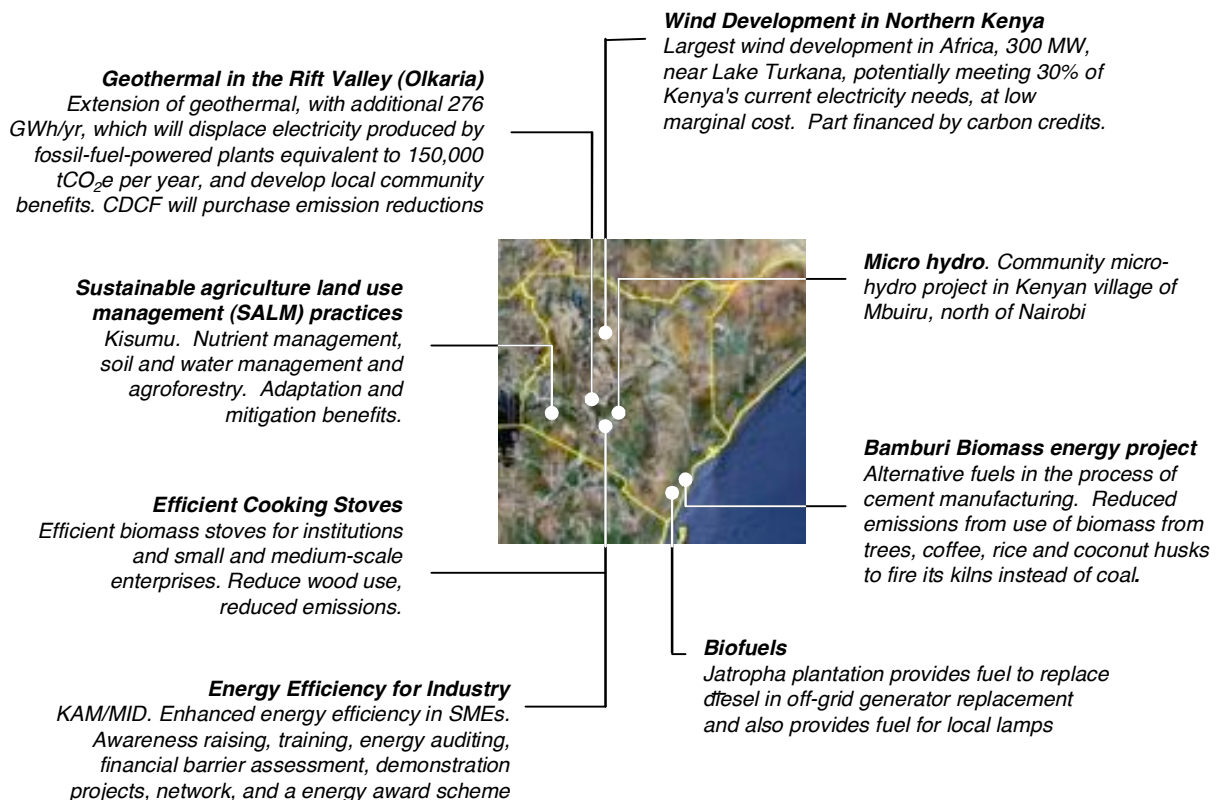 Wind Development in Northern Kenya
Largest wind development in Africa, 300 MW,
near Lake Turkana, potentially meeting 30% of
Kenya's current electricity needs, at low
marginal cost. Part financed by carbon credits.
Geothermal in the Rift Valley (Olkaria)
Extension of geothermal, with additional 276
GWh/yr, which will displace electricity produced by
fossil-fuel-powered plants equivalent to 150,000
tCO₂e per year, and develop local community
benefits. CDCF will purchase emission reductions
Micro hydro. Community micro-
hydro project in Kenyan village of
Mbuiru, north of Nairobi
Sustainable agriculture land use
management (SALM) practices
Kisumu. Nutrient management,
soil and water management and
agroforestry. Adaptation and
mitigation benefits.
Bamburi Biomass energy project
Alternative fuels in the process of
cement manufacturing. Reduced
emissions from use of biomass from
trees, coffee, rice and coconut husks
to fire its kilns instead of coal.
Efficient Cooking Stoves
Efficient biomass stoves for institutions
and small and medium-scale
enterprises. Reduce wood use,
reduced emissions.
Biofuels
Jatropha plantation provides fuel to replace
diesel in off-grid generator replacement
and also provides fuel for local lamps
Energy Efficiency for Industry
KAM/MID. Enhanced energy efficiency in SMEs.
Awareness raising, training, energy auditing,
financial barrier assessment, demonstration
projects, network, and a energy award scheme